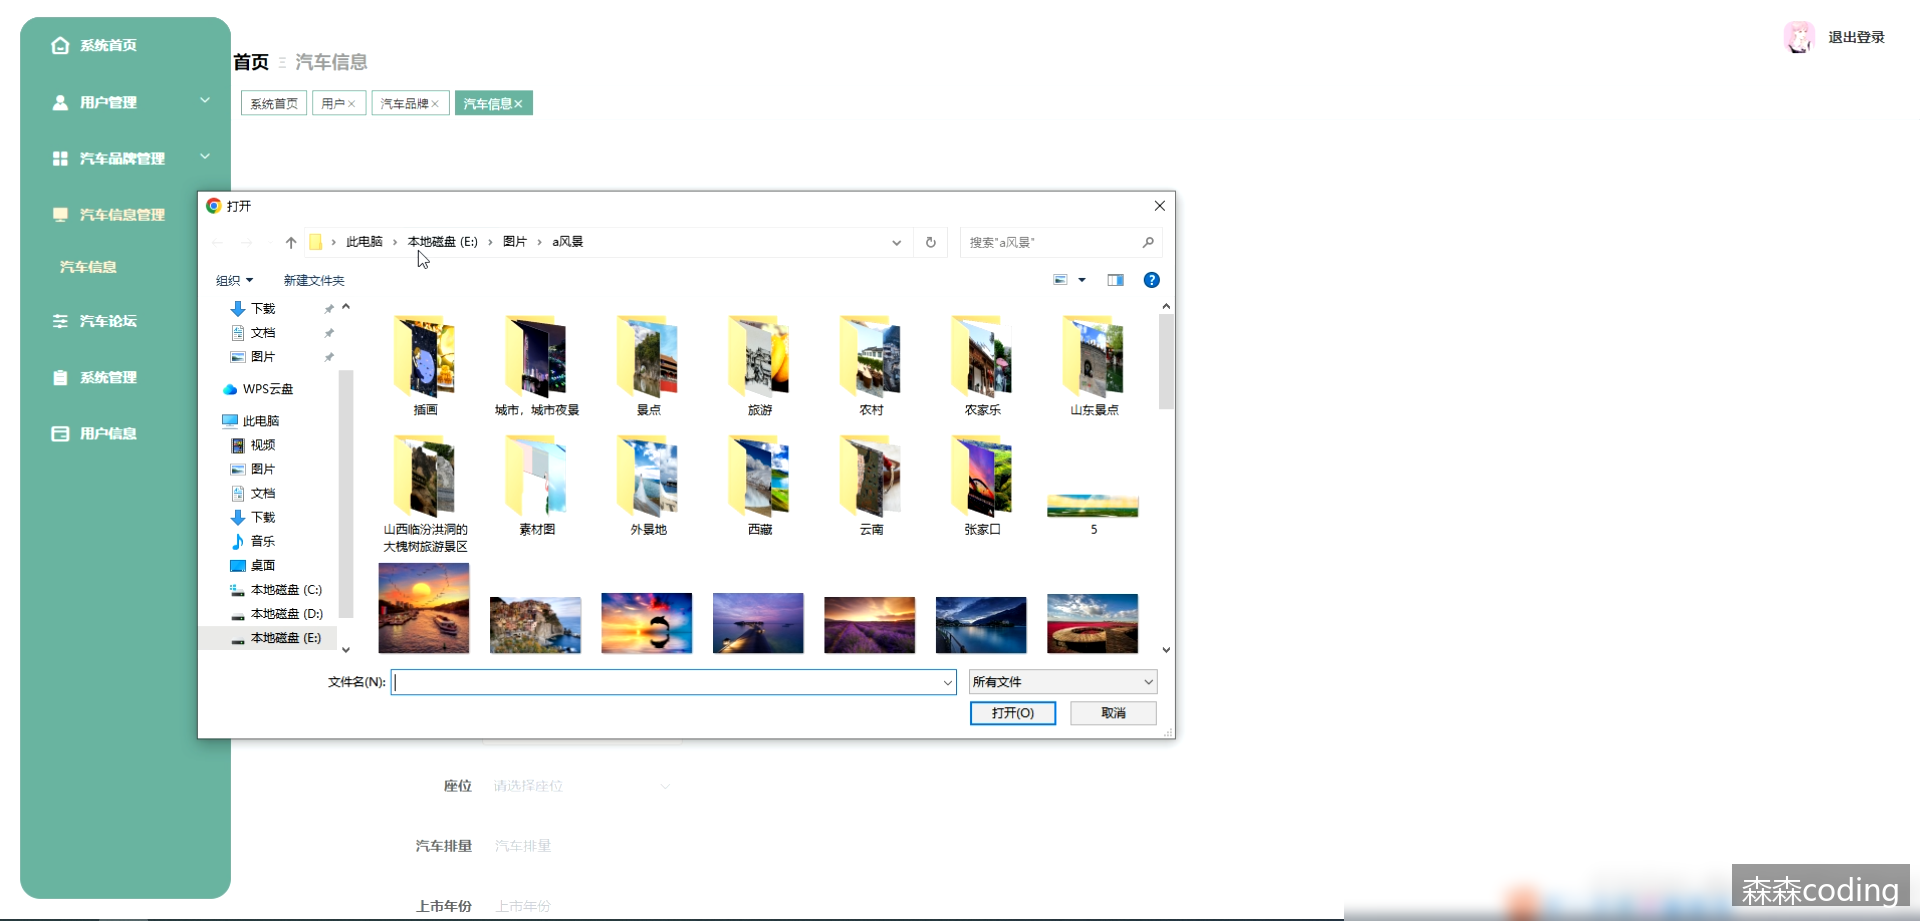 系统首页
用户管理
汽车品牌管理
汽车信息管理
汽车信息
汽车论坛
系统管理
用户信息
首页 汽车信息
退出登录
系统首页 用户× 汽车品牌× 汽车信息×
打开
此电脑 › 本地磁盘 (E:) › 图片 › a风景
搜索"a风景"
组织 新建文件夹
下载
文档
图片
WPS云盘
此电脑
视频
图片
文档
下载
音乐
桌面
本地磁盘 (C:)
本地磁盘 (D:)
本地磁盘 (E:)
插画 城市，城市夜景 景点 旅游 农村 农家乐 山东景点
山西临汾洪洞的
大槐树旅游景区
素材图 外景地 西藏 云南 张家口 5
文件名(N):
所有文件
打开(O) 取消
座位 请选择座位
汽车排量 汽车排量
上市年份 上市年份
森森coding